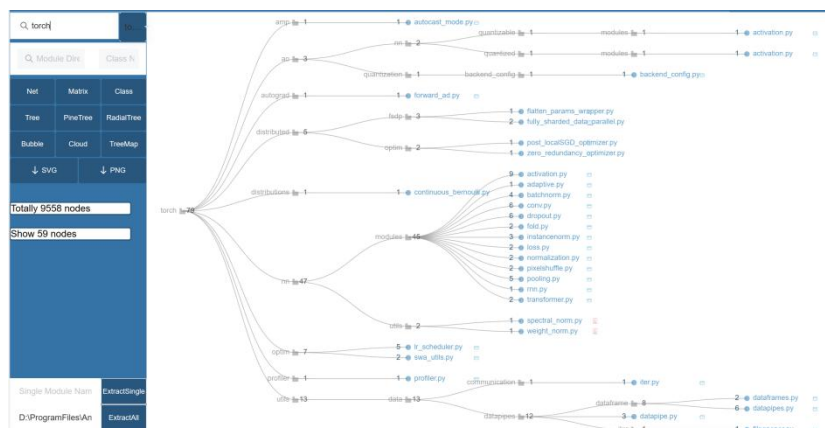 torch
to...
Module Dire
Class N
Net Matrix Class
Tree PineTree RadialTree
Bubble Cloud TreeMap
↓ SVG ↓ PNG
Totally 9558 nodes
Show 59 nodes
Single Module Nam ExtractSingle
D:\ProgramFiles\An ExtractAll
torch 79
amp 1
1 autocast_mode.py
ao 3
nn 2
quantizable 1
modules 1
1 activation.py
quantized 1
modules 1
1 activation.py
quantization 1
backend_config 1
1 backend_config.py
autograd 1
1 forward_ad.py
distributed 5
fsdp 3
1 flatten_params_wrapper.py
2 fully_sharded_data_parallel.py
optim 2
1 post_localSGD_optimizer.py
1 zero_redundancy_optimizer.py
distributions 1
1 continuous_bernoulli.py
nn 47
modules 45
9 activation.py
1 adaptive.py
4 batchnorm.py
6 conv.py
6 dropout.py
2 fold.py
3 instancenorm.py
2 loss.py
2 normalization.py
2 pixelshuffle.py
5 pooling.py
1 rnn.py
2 transformer.py
utils 2
1 spectral_norm.py
1 weight_norm.py
optim 7
5 lr_scheduler.py
2 swa_utils.py
profiler 1
1 profiler.py
utils 13
data 13
communication 1
1 iter.py
datapipes 12
dataframe 8
2 dataframes.py
6 datapipes.py
3 datapipe.py